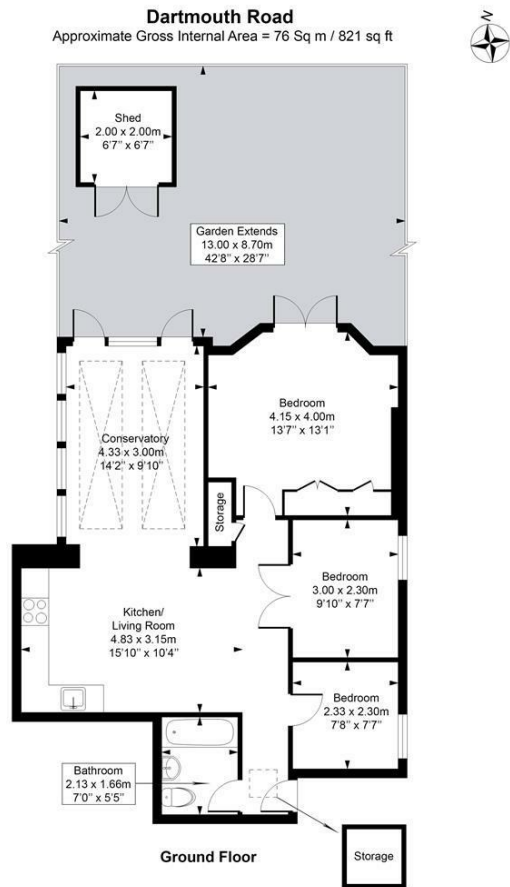 Dartmouth Road
Approximate Gross Internal Area = 76 Sq m / 821 sq ft
N
Shed
2.00 x 2.00m
6'7" x 6'7"
Garden Extends
13.00 x 8.70m
42'8" x 28'7"
Bedroom
4.15 x 4.00m
13'7" x 13'1"
Conservatory
4.33 x 3.00m
14'2" x 9'10"
Storage
Bedroom
3.00 x 2.30m
9'10" x 7'7"
Kitchen/
Living Room
4.83 x 3.15m
15'10" x 10'4"
Bedroom
2.33 x 2.30m
7'8" x 7'7"
Bathroom
2.13 x 1.66m
7'0" x 5'5"
Ground Floor
Storage